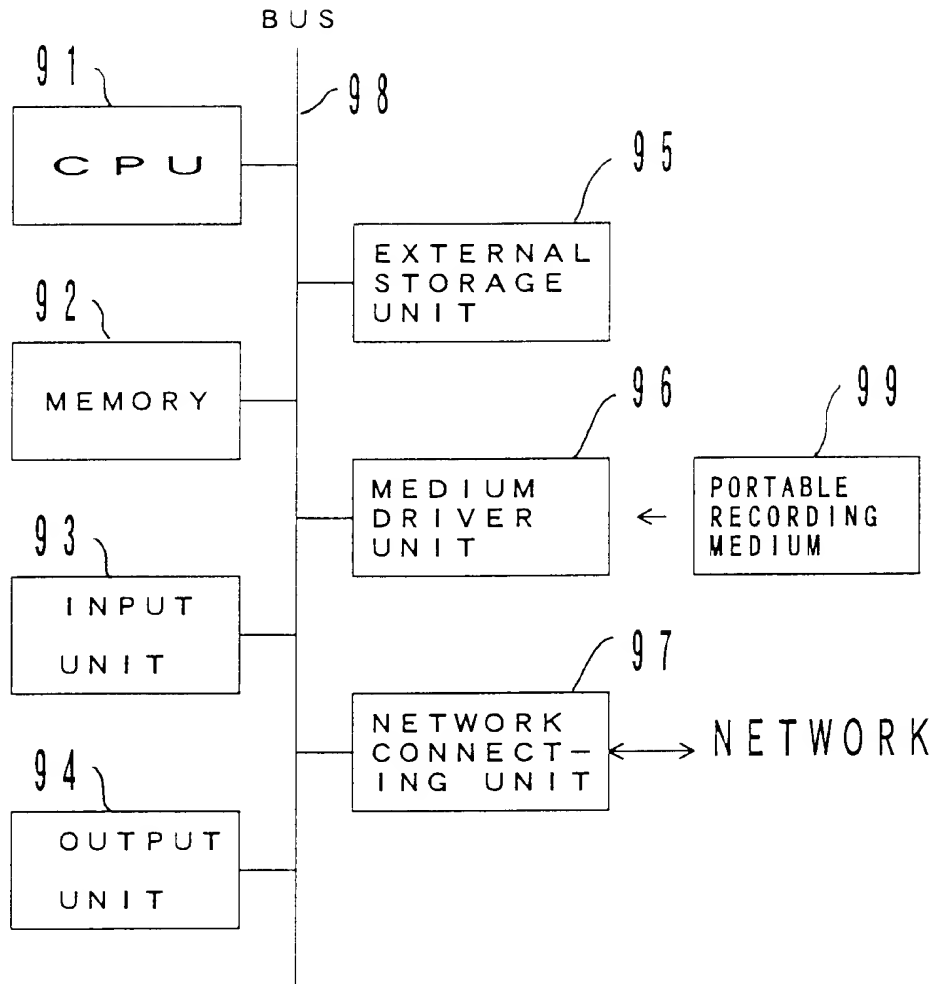 BUS
91
98
CPU
95
EXTERNAL
STORAGE
UNIT
92
MEMORY
96
99
MEDIUM
DRIVER
UNIT
PORTABLE
RECORDING
MEDIUM
93
INPUT
UNIT
97
NETWORK
CONNECT-
ING UNIT
NETWORK
94
OUTPUT
UNIT